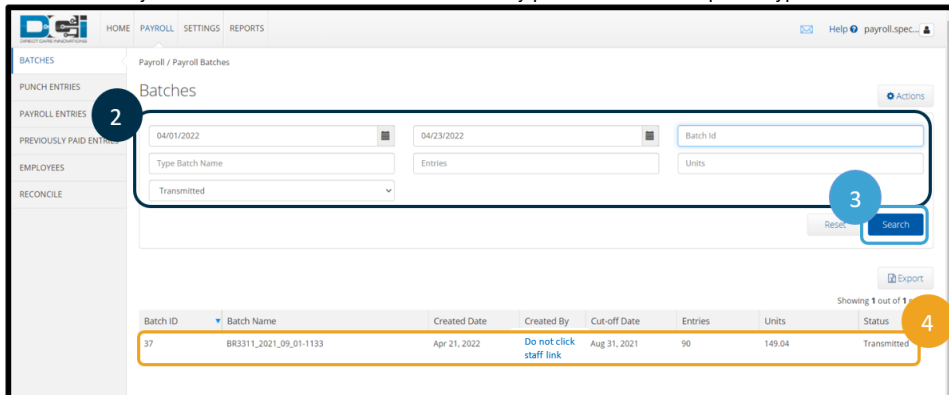 DCI
DIRECT CARE INNOVATIONS
HOME PAYROLL SETTINGS REPORTS
Help payroll.spec...
BATCHES
PUNCH ENTRIES
PAYROLL ENTRIES
PREVIOUSLY PAID ENTRIES
EMPLOYEES
RECONCILE
Payroll / Payroll Batches
Batches
Actions
2
04/01/2022 04/23/2022 Batch Id
Type Batch Name Entries Units
Transmitted
3
Reset Search
Export
Showing 1 out of 1
4
Batch ID Batch Name Created Date Created By Cut-off Date Entries Units Status
37 BR3311_2021_09_01-1133 Apr 21, 2022 Do not click Aug 31, 2021 90 149.04 Transmitted
staff link